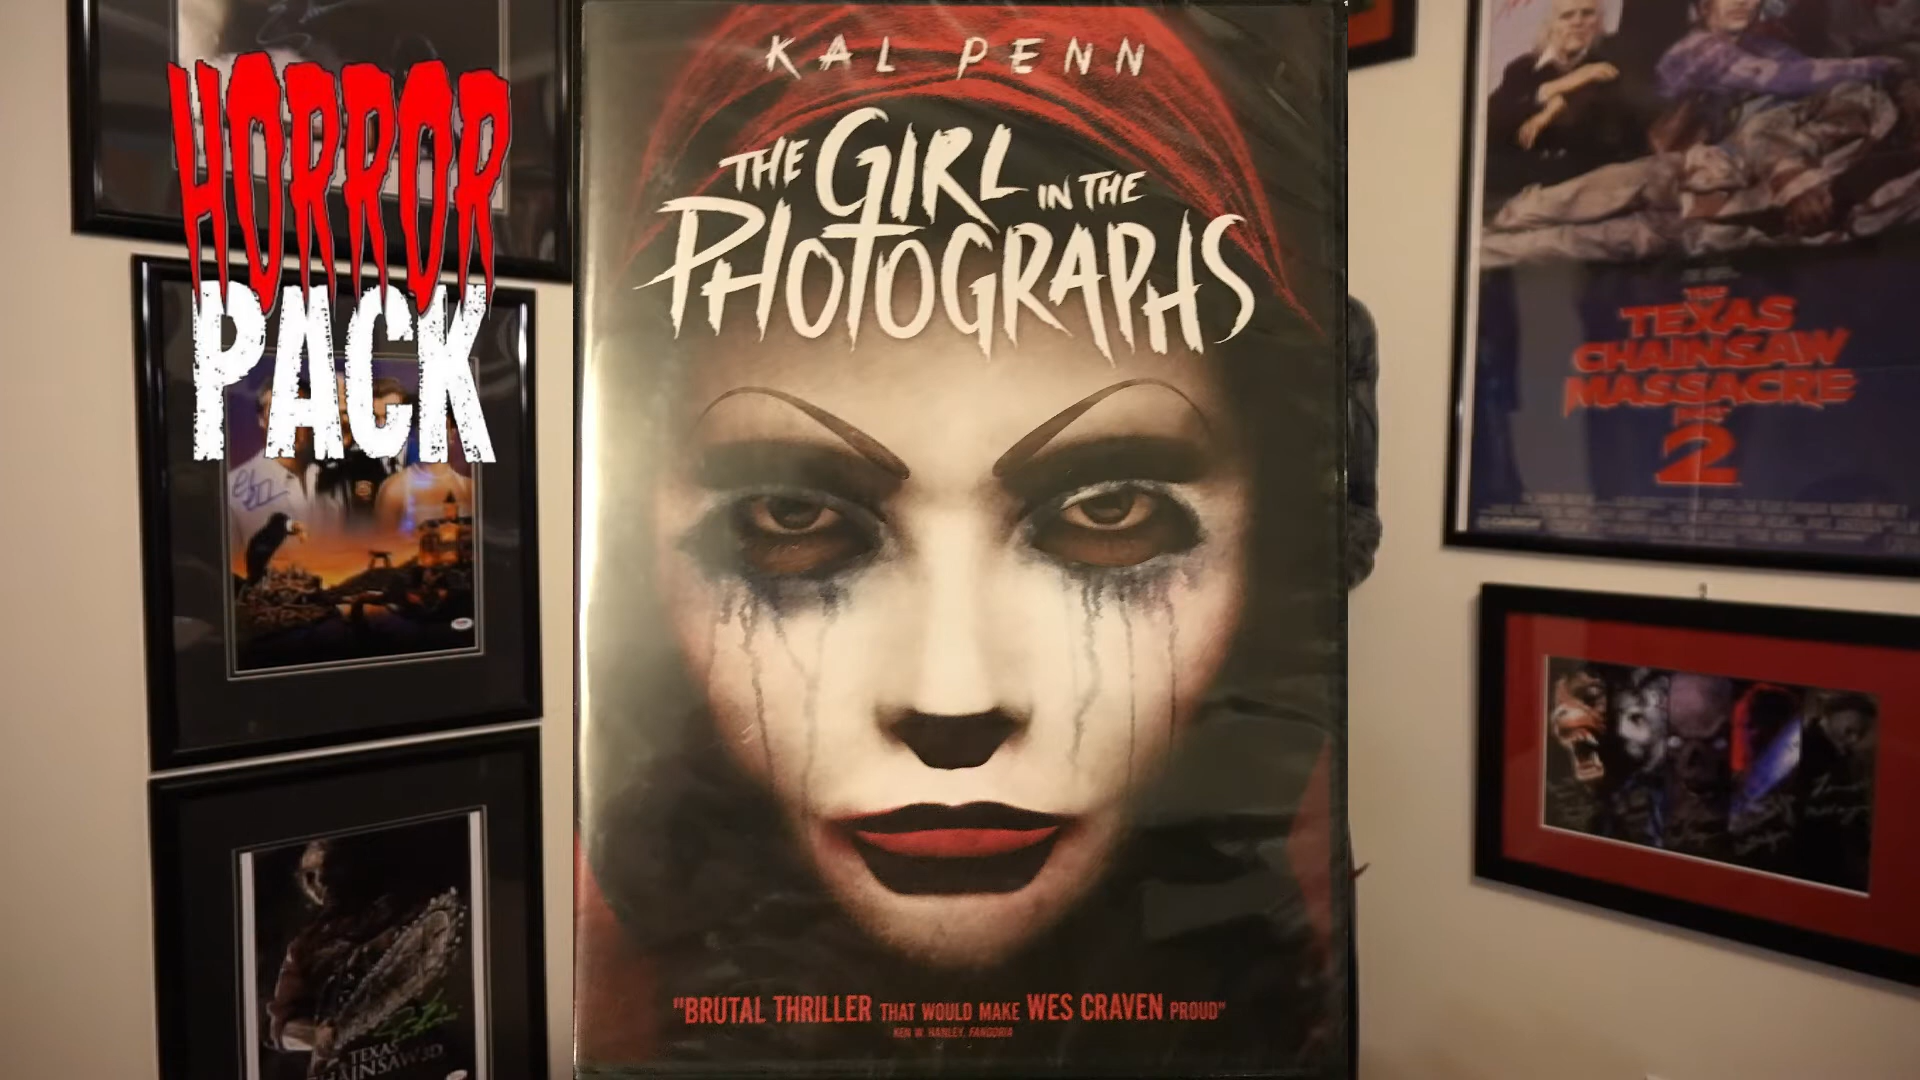 HORROR
PACK
KAL PENN
THE GIRL IN THE
PHOTOGRAPHS
"BRUTAL THRILLER THAT WOULD MAKE WES CRAVEN PROUD"
KEN W. HANLEY, FANGORIA
THE
TEXAS
CHAINSAW
MASSACRE
PART
2
TEXAS
CHAINSAW 3D